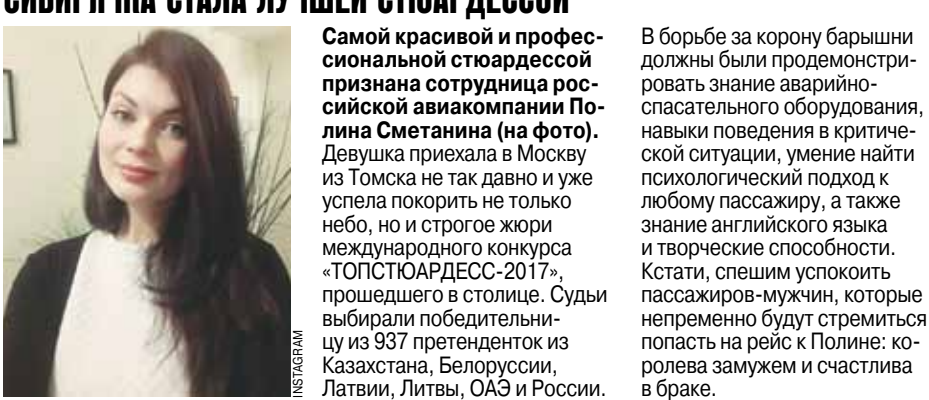 СИБИРЯЧКА СТАЛА ЛУЧШЕЙ СТЮАРДЕССОЙ
Самой красивой и профес-
сиональной стюардессой
признана сотрудница рос-
сийской авиакомпании По-
лина Сметанина (на фото).
Девушка приехала в Москву
из Томска не так давно и уже
успела покорить не только
небо, но и строгое жюри
международного конкурса
«ТОПСТЮАРДЕСС-2017»,
прошедшего в столице. Судьи
выбирали победительни-
цу из 937 претенденток из
Казахстана, Белоруссии,
Латвии, Литвы, ОАЭ и России.
В борьбе за корону барышни
должны были продемонстри-
ровать знание аварийно-
спасательного оборудования,
навыки поведения в критиче-
ской ситуации, умение найти
психологический подход к
любому пассажиру, а также
знание английского языка
и творческие способности.
Кстати, спешим успокоить
пассажиров-мужчин, которые
непременно будут стремиться
попасть на рейс к Полине: ко-
ролева замужем и счастлива
в браке.
INSTAGRAM